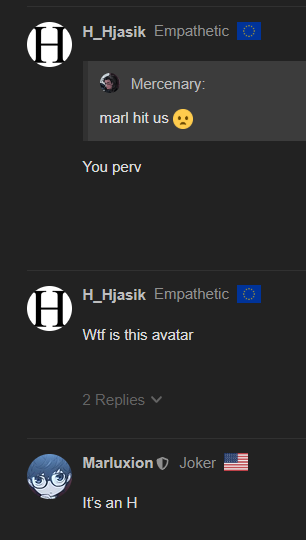 H
H_Hjasik Empathetic
Mercenary:
marl hit us
You perv
H
H_Hjasik Empathetic
Wtf is this avatar
2 Replies
Marluxion Joker
It's an H